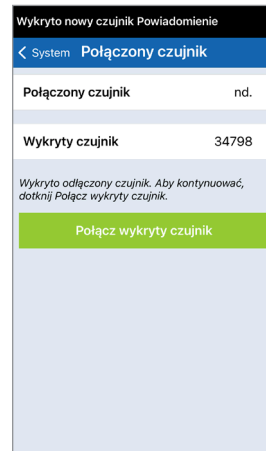 Wykryto nowy czujnik Powiadomienie
System Połączony czujnik
Połączony czujnik nd.
Wykryty czujnik 34798
Wykryto odłączony czujnik. Aby kontynuować,
dotknij Połącz wykryty czujnik.
Połącz wykryty czujnik